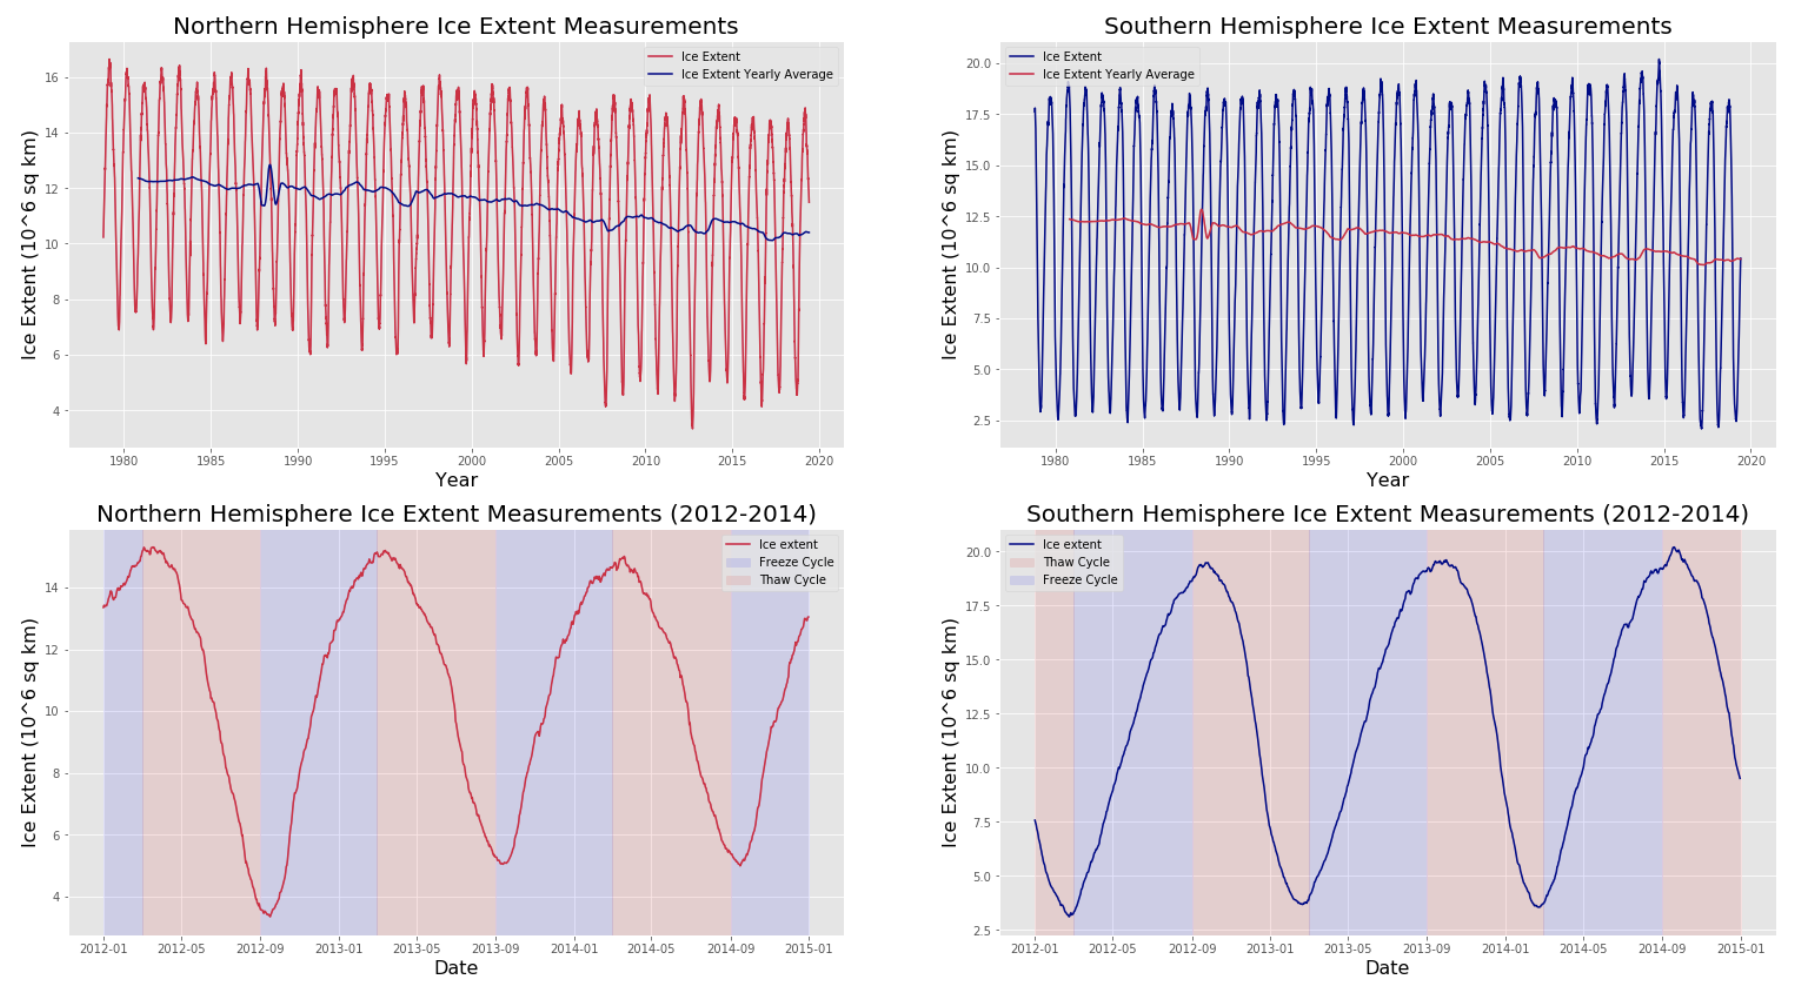 Northern Hemisphere Ice Extent Measurements
Ice Extent
Ice Extent Yearly Average
Ice Extent (10^6 sq km)
16
14
12
10
8
6
4
1980 1985 1990 1995 2000 2005 2010 2015 2020
Year
Southern Hemisphere Ice Extent Measurements
Ice Extent
Ice Extent Yearly Average
Ice Extent (10^6 sq km)
20.0
17.5
15.0
12.5
10.0
7.5
5.0
2.5
1980 1985 1990 1995 2000 2005 2010 2015 2020
Year
Northern Hemisphere Ice Extent Measurements (2012-2014)
Ice extent
Freeze Cycle
Thaw Cycle
Ice Extent (10^6 sq km)
14
12
10
8
6
4
2012-01 2012-05 2012-09 2013-01 2013-05 2013-09 2014-01 2014-05 2014-09 2015-01
Date
Southern Hemisphere Ice Extent Measurements (2012-2014)
Ice extent
Thaw Cycle
Freeze Cycle
Ice Extent (10^6 sq km)
20.0
17.5
15.0
12.5
10.0
7.5
5.0
2.5
2012-01 2012-05 2012-09 2013-01 2013-05 2013-09 2014-01 2014-05 2014-09 2015-01
Date